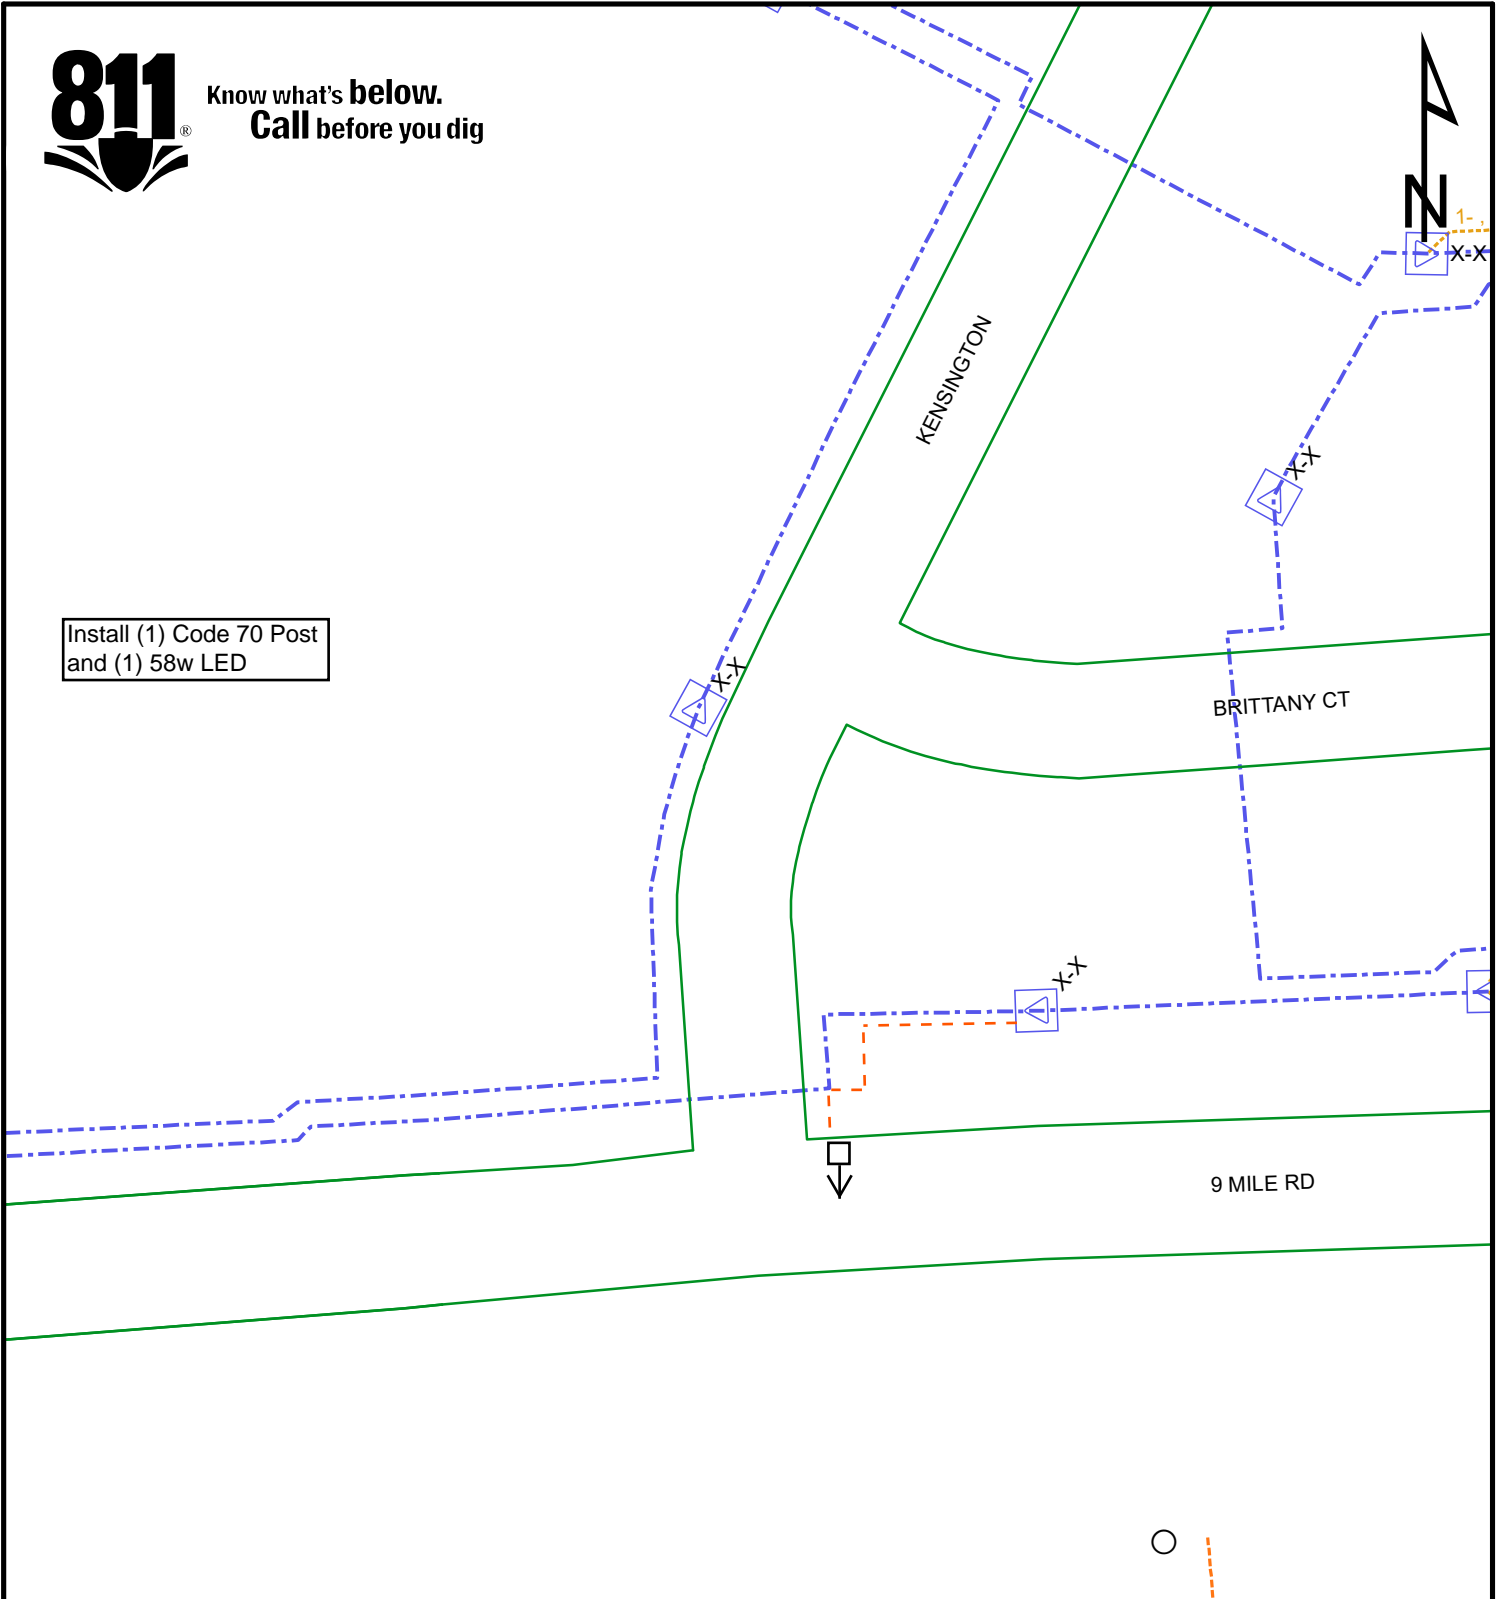 811®
Know what's below.
Call before you dig
N
1- ,
X-X
KENSINGTON
X-X
Install (1) Code 70 Post
and (1) 58w LED
X-X
BRITTANY CT
X-X
9 MILE RD